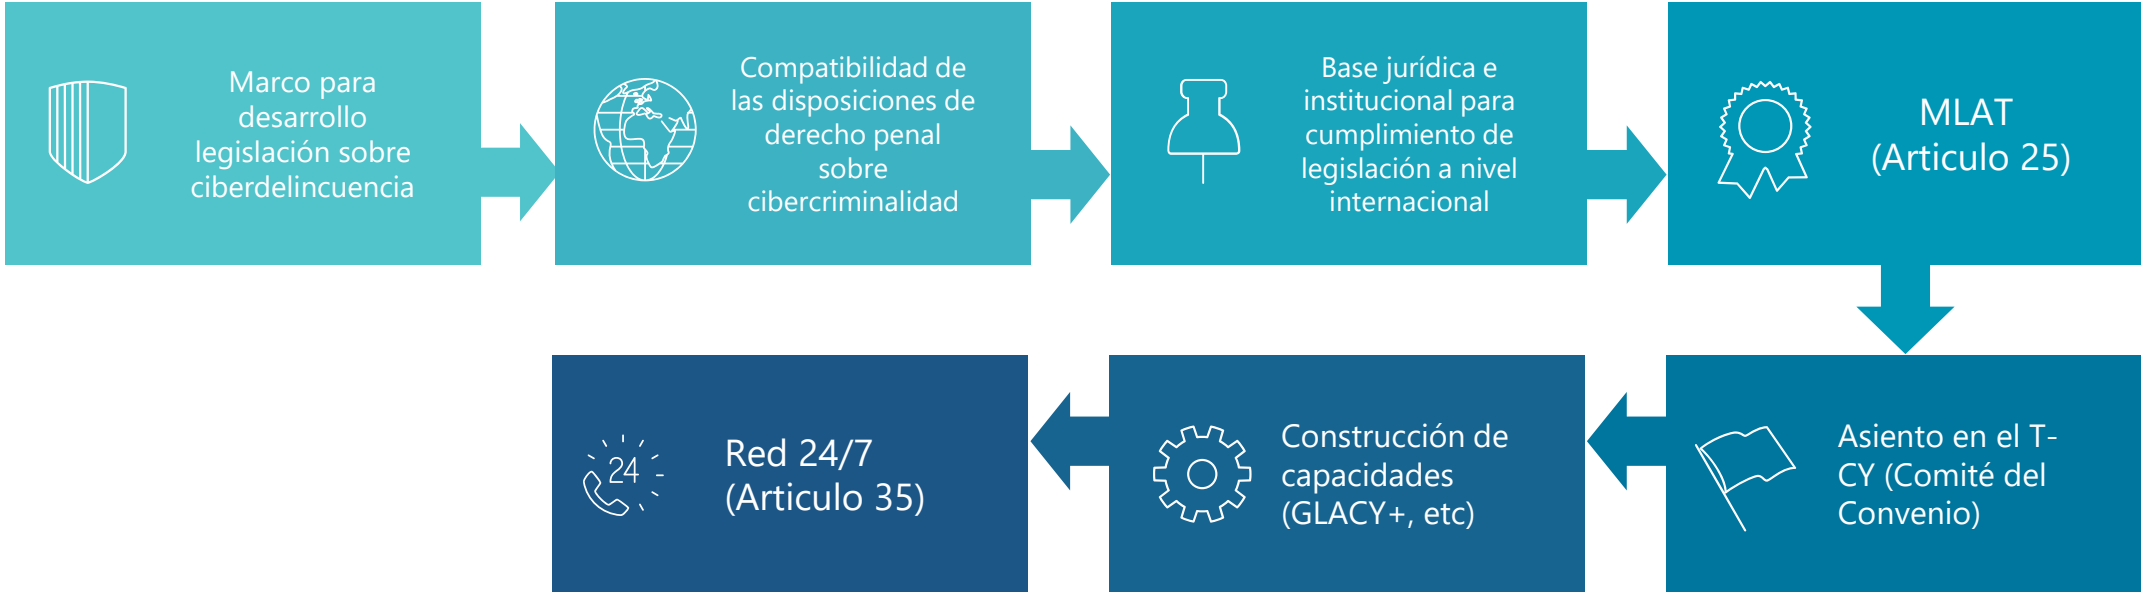 Marco para
desarrollo
legislación sobre
ciberdelincuencia
Compatibilidad de
las disposiciones de
derecho penal
sobre
cibercriminalidad
Base jurídica e
institucional para
cumplimiento de
legislación a nivel
internacional
MLAT
(Articulo 25)
Asiento en el T-
CY (Comité del
Convenio)
Construcción de
capacidades
(GLACY+, etc)
24
Red 24/7
(Articulo 35)